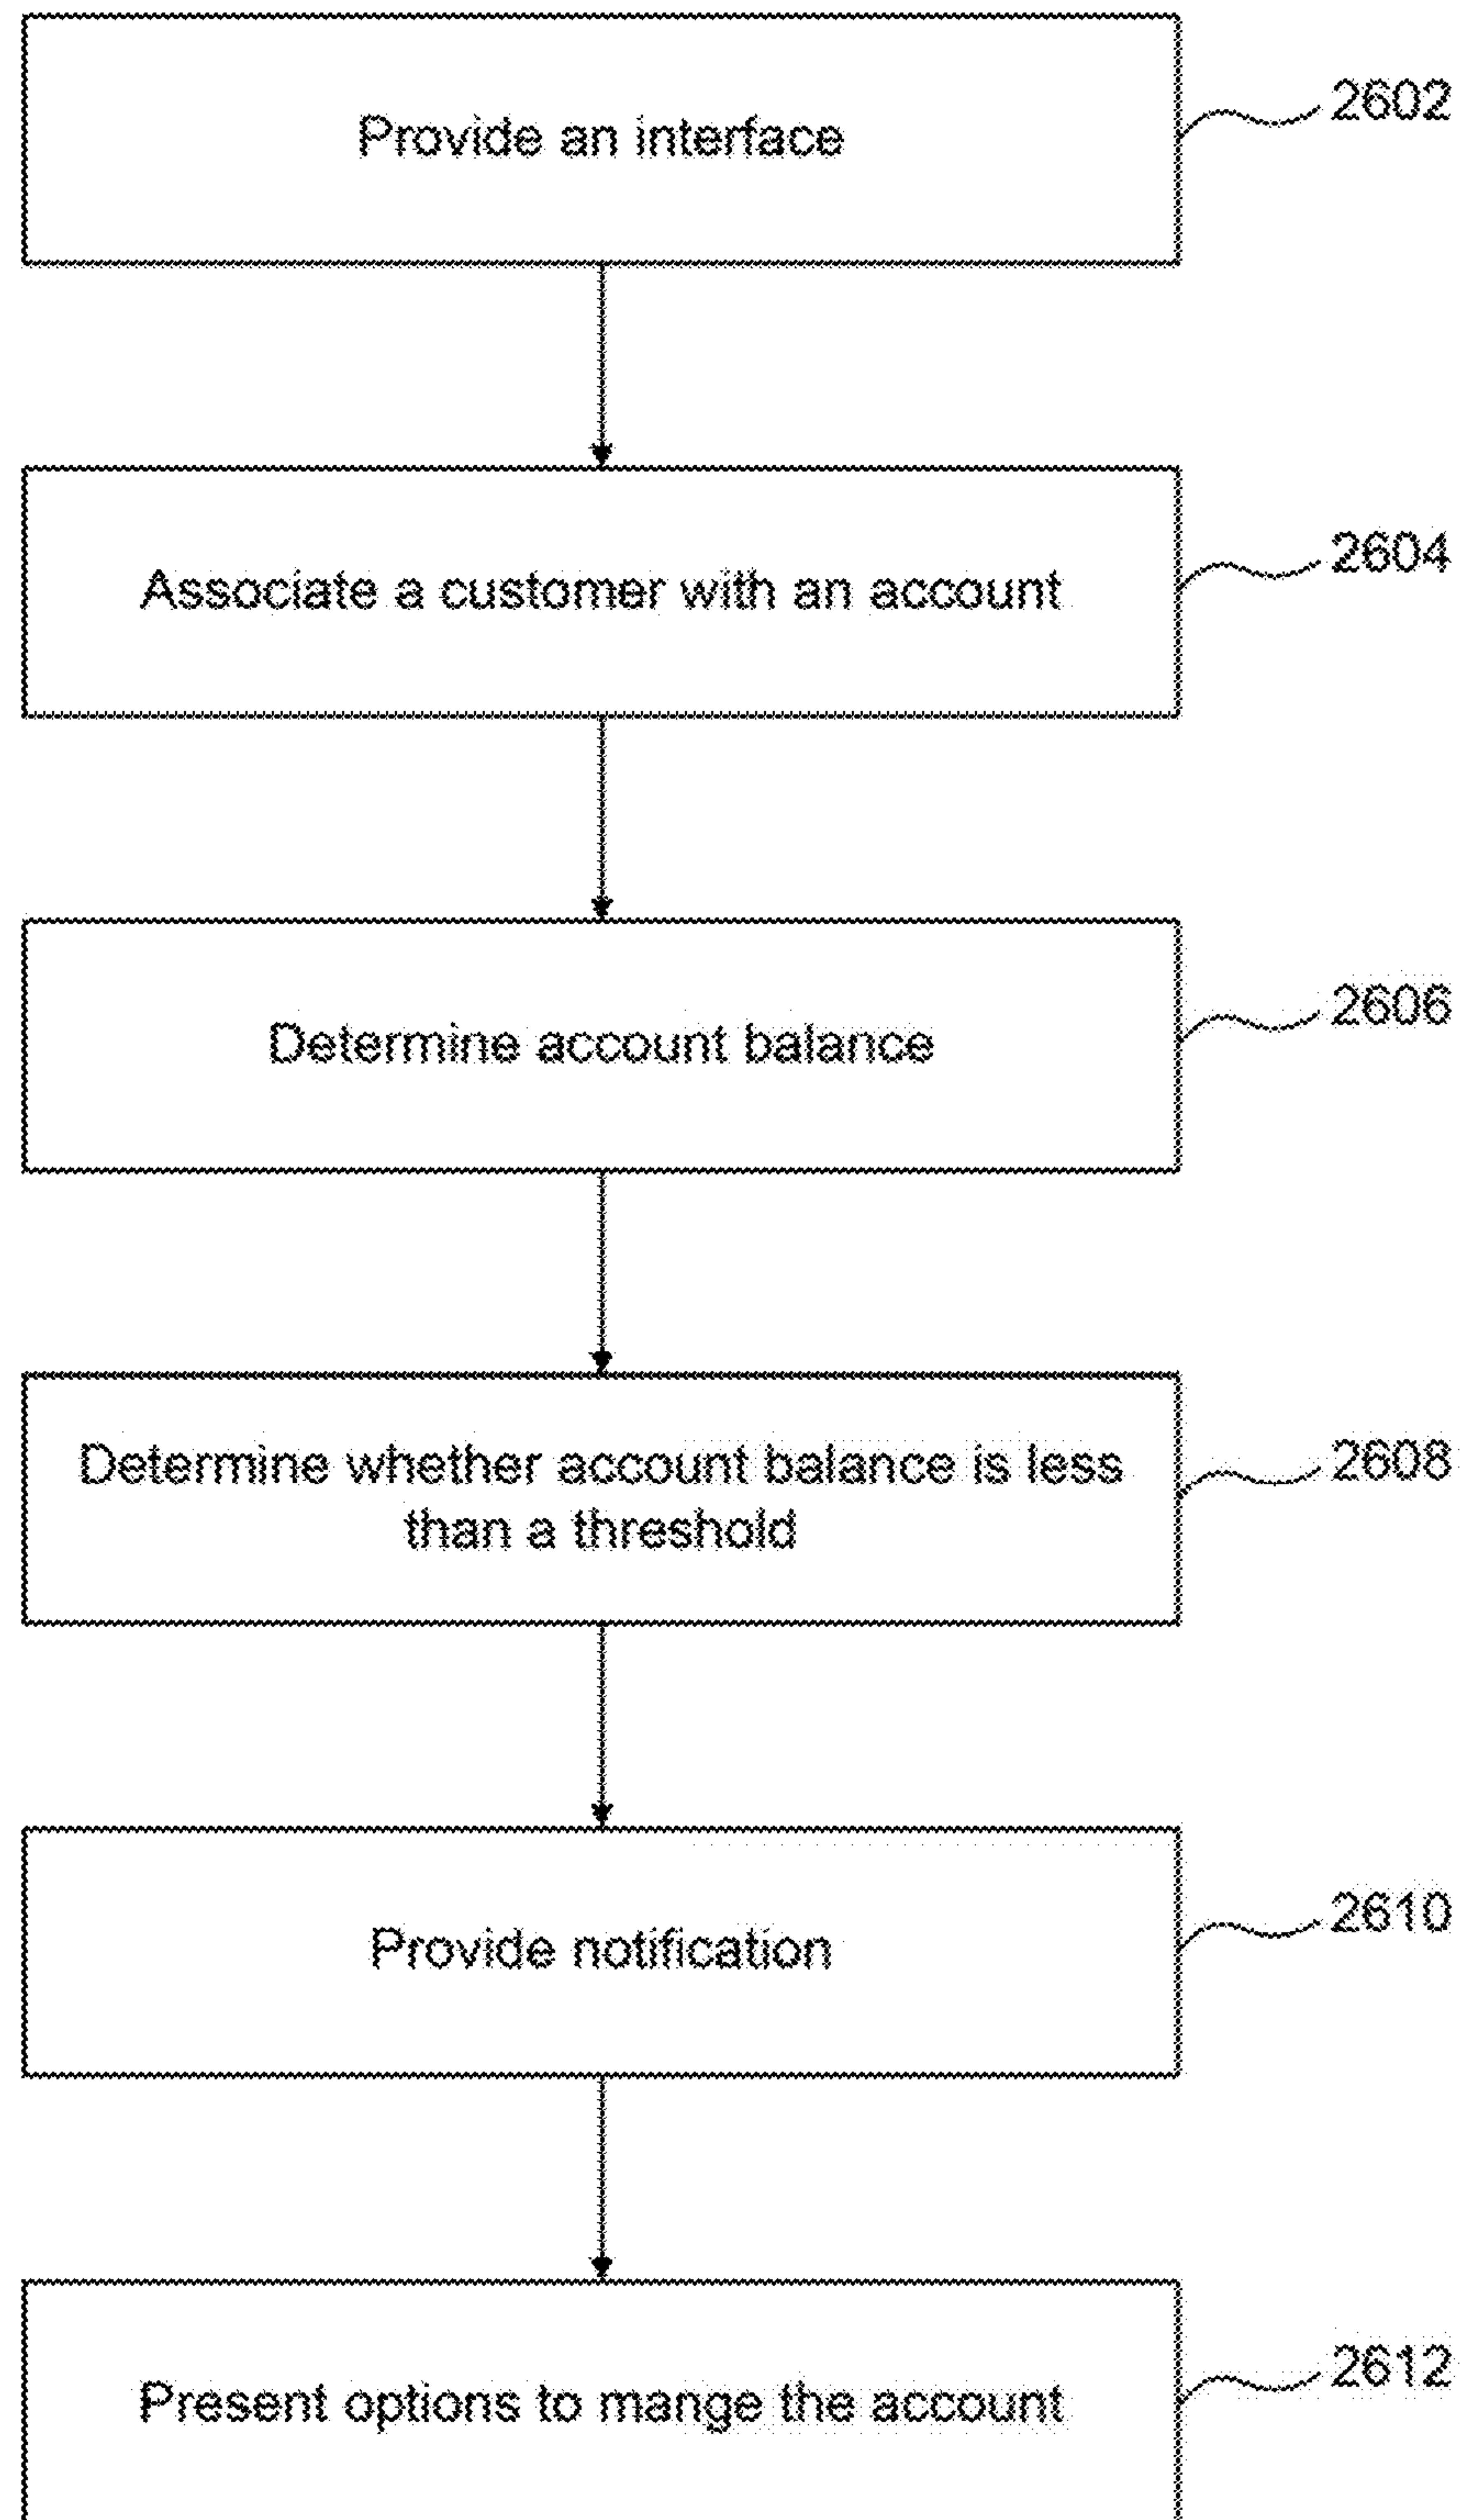 Provide an interface
2602
Associate a customer with an account
2604
Determine account balance
2606
Determine whether account balance is less
than a threshold
2608
Provide notification
2610
Present options to mange the account
2612